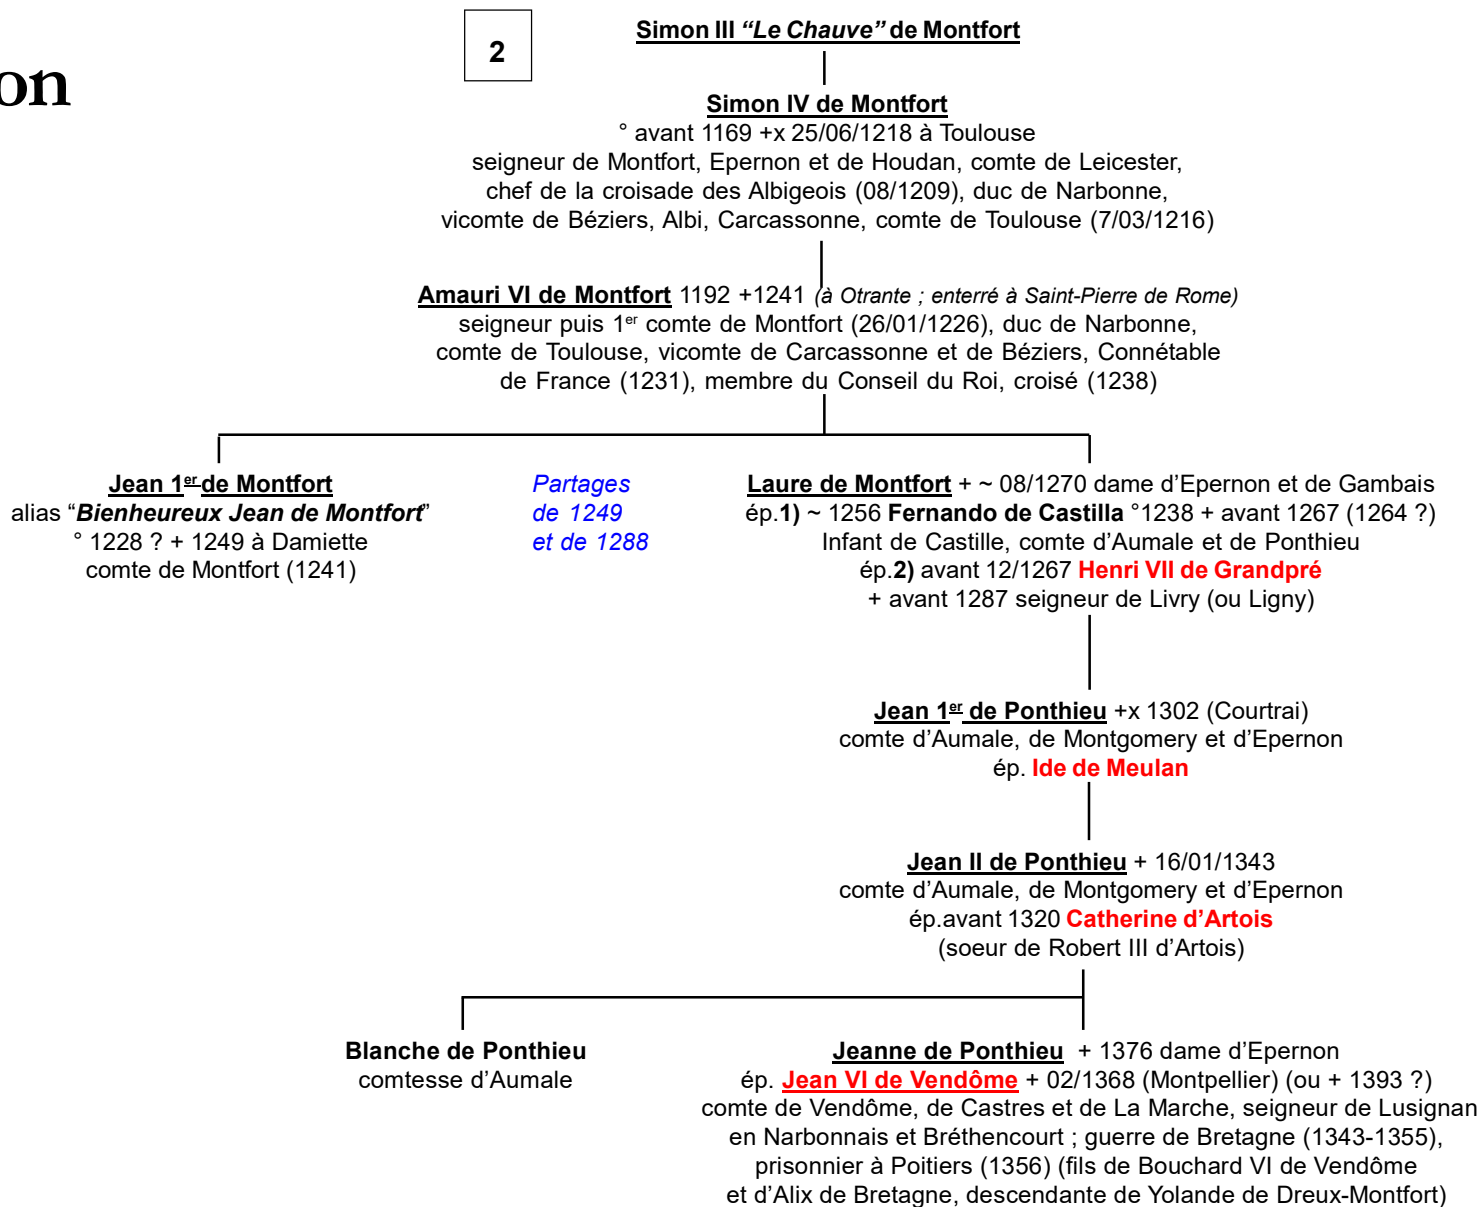 on
2
Simon III “Le Chauve” de Montfort
Simon IV de Montfort
° avant 1169 +x 25/06/1218 à Toulouse
seigneur de Montfort, Epernon et de Houdan, comte de Leicester,
chef de la croisade des Albigeois (08/1209), duc de Narbonne,
vicomte de Béziers, Albi, Carcassonne, comte de Toulouse (7/03/1216)
Amauri VI de Montfort 1192 +1241 (à Otrante ; enterré à Saint-Pierre de Rome)
seigneur puis 1er comte de Montfort (26/01/1226), duc de Narbonne,
comte de Toulouse, vicomte de Carcassonne et de Béziers, Connétable
de France (1231), membre du Conseil du Roi, croisé (1238)
Jean 1er de Montfort
alias “Bienheureux Jean de Montfort”
° 1228 ? + 1249 à Damiette
comte de Montfort (1241)
Partages
de 1249
et de 1288
Laure de Montfort + ~ 08/1270 dame d’Epernon et de Gambais
ép.1) ~ 1256 Fernando de Castilla °1238 + avant 1267 (1264 ?)
Infant de Castille, comte d’Aumale et de Ponthieu
ép.2) avant 12/1267 Henri VII de Grandpré
+ avant 1287 seigneur de Livry (ou Ligny)
Jean 1er de Ponthieu +x 1302 (Courtrai)
comte d’Aumale, de Montgomery et d’Epernon
ép. Ide de Meulan
Jean II de Ponthieu + 16/01/1343
comte d’Aumale, de Montgomery et d’Epernon
ép.avant 1320 Catherine d’Artois
(soeur de Robert III d’Artois)
Blanche de Ponthieu
comtesse d’Aumale
Jeanne de Ponthieu + 1376 dame d’Epernon
ép. Jean VI de Vendôme + 02/1368 (Montpellier) (ou + 1393 ?)
comte de Vendôme, de Castres et de La Marche, seigneur de Lusignan
en Narbonnais et Bréthencourt ; guerre de Bretagne (1343-1355),
prisonnier à Poitiers (1356) (fils de Bouchard VI de Vendôme
et d’Alix de Bretagne, descendante de Yolande de Dreux-Montfort)